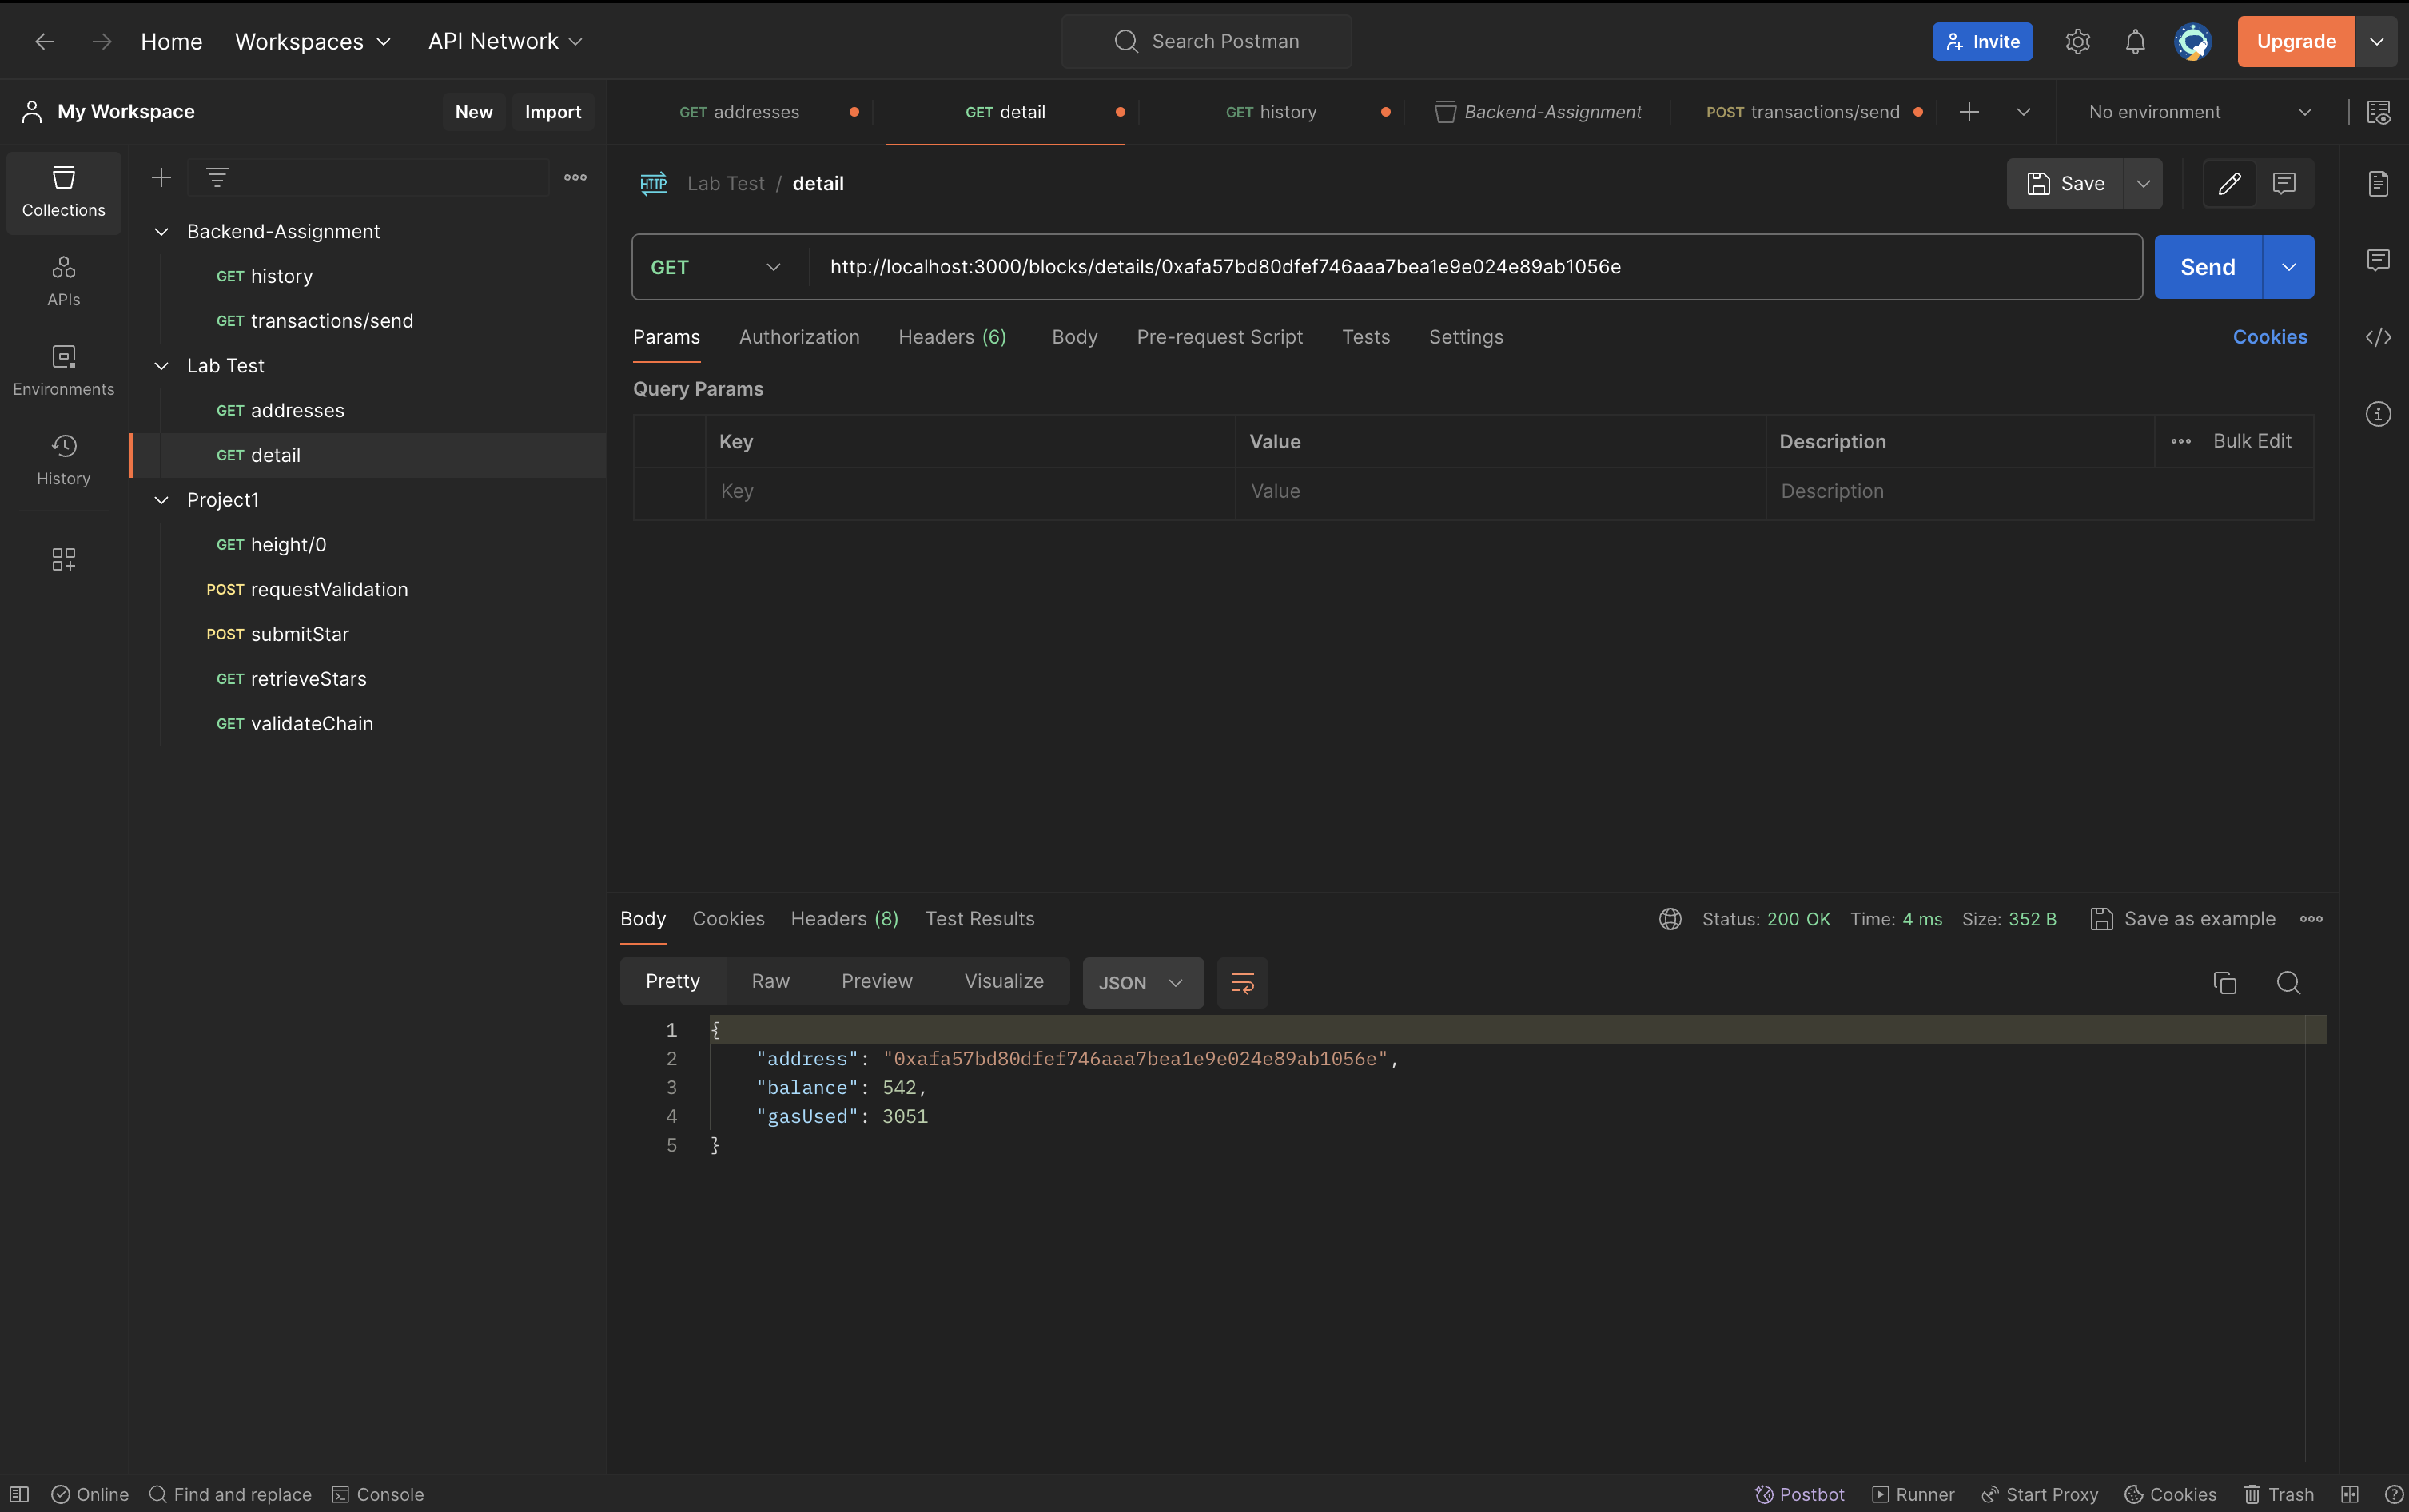 Home Workspaces API Network Search Postman Invite Upgrade
My Workspace New Import
GET addresses GET detail GET history Backend-Assignment POST transactions/send No environment
Collections
APIs
Environments
History
Backend-Assignment
GET history
GET transactions/send
Lab Test
GET addresses
GET detail
Project1
GET height/0
POST requestValidation
POST submitStar
GET retrieveStars
GET validateChain
HTTP Lab Test / detail Save
GET http://localhost:3000/blocks/details/0xafa57bd80dfef746aaa7bea1e9e024e89ab1056e Send
Params Authorization Headers (6) Body Pre-request Script Tests Settings Cookies
Query Params
Key Value Description Bulk Edit
Key Value Description
Body Cookies Headers (8) Test Results Status: 200 OK Time: 4 ms Size: 352 B Save as example
Pretty Raw Preview Visualize JSON
1 {
2 "address": "0xafa57bd80dfef746aaa7bea1e9e024e89ab1056e",
3 "balance": 542,
4 "gasUsed": 3051
5 }
Online Find and replace Console Postbot Runner Start Proxy Cookies Trash